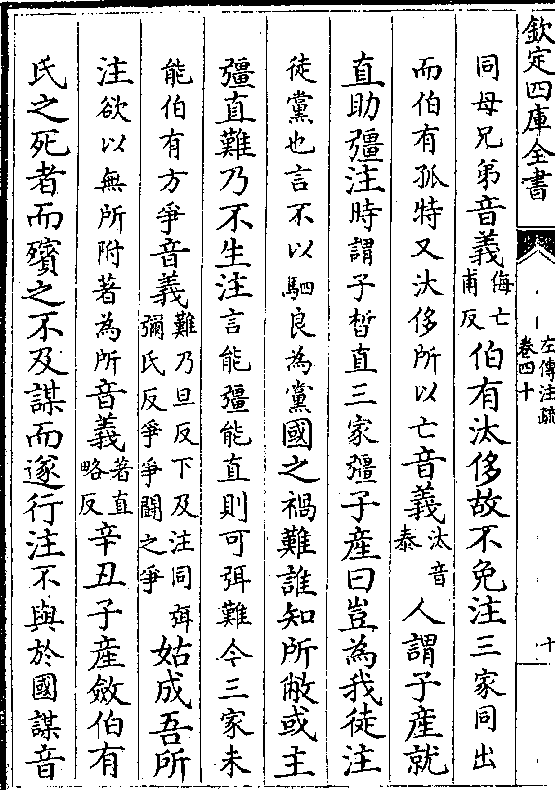 欽定四庫全書
左傳注疏
卷四十
十
同母兄弟音義侮亡甫反伯有汰侈故不免注三家同出
而伯有孤特又汰侈所以亡音義汰音泰人謂子產就
直助彊注時謂子晳直三家彊子產曰豈為我徒注
徒黨也言不以駟良為黨國之禍難誰知所敝或主
彊直難乃不生注言能彊能直則可弭難今三家未
能伯有方爭音義難乃旦反下及注同弭彌氏反爭爭鬬之爭姑成吾所
注欲以無所附著為所音義著直略反辛丑子產斂伯有
氏之死者而殯之不及謀而遂行注不與於國謀音